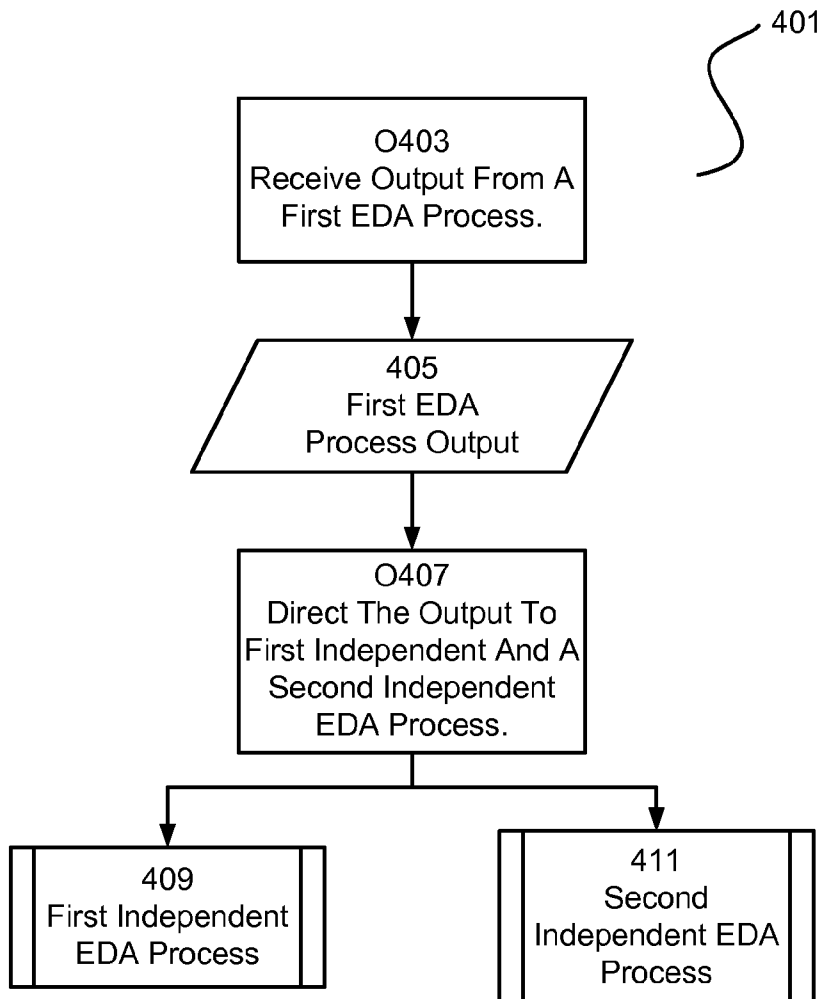 401
O403
Receive Output From A
First EDA Process.
405
First EDA
Process Output
O407
Direct The Output To
First Independent And A
Second Independent
EDA Process.
409
First Independent
EDA Process
411
Second
Independent EDA
Process